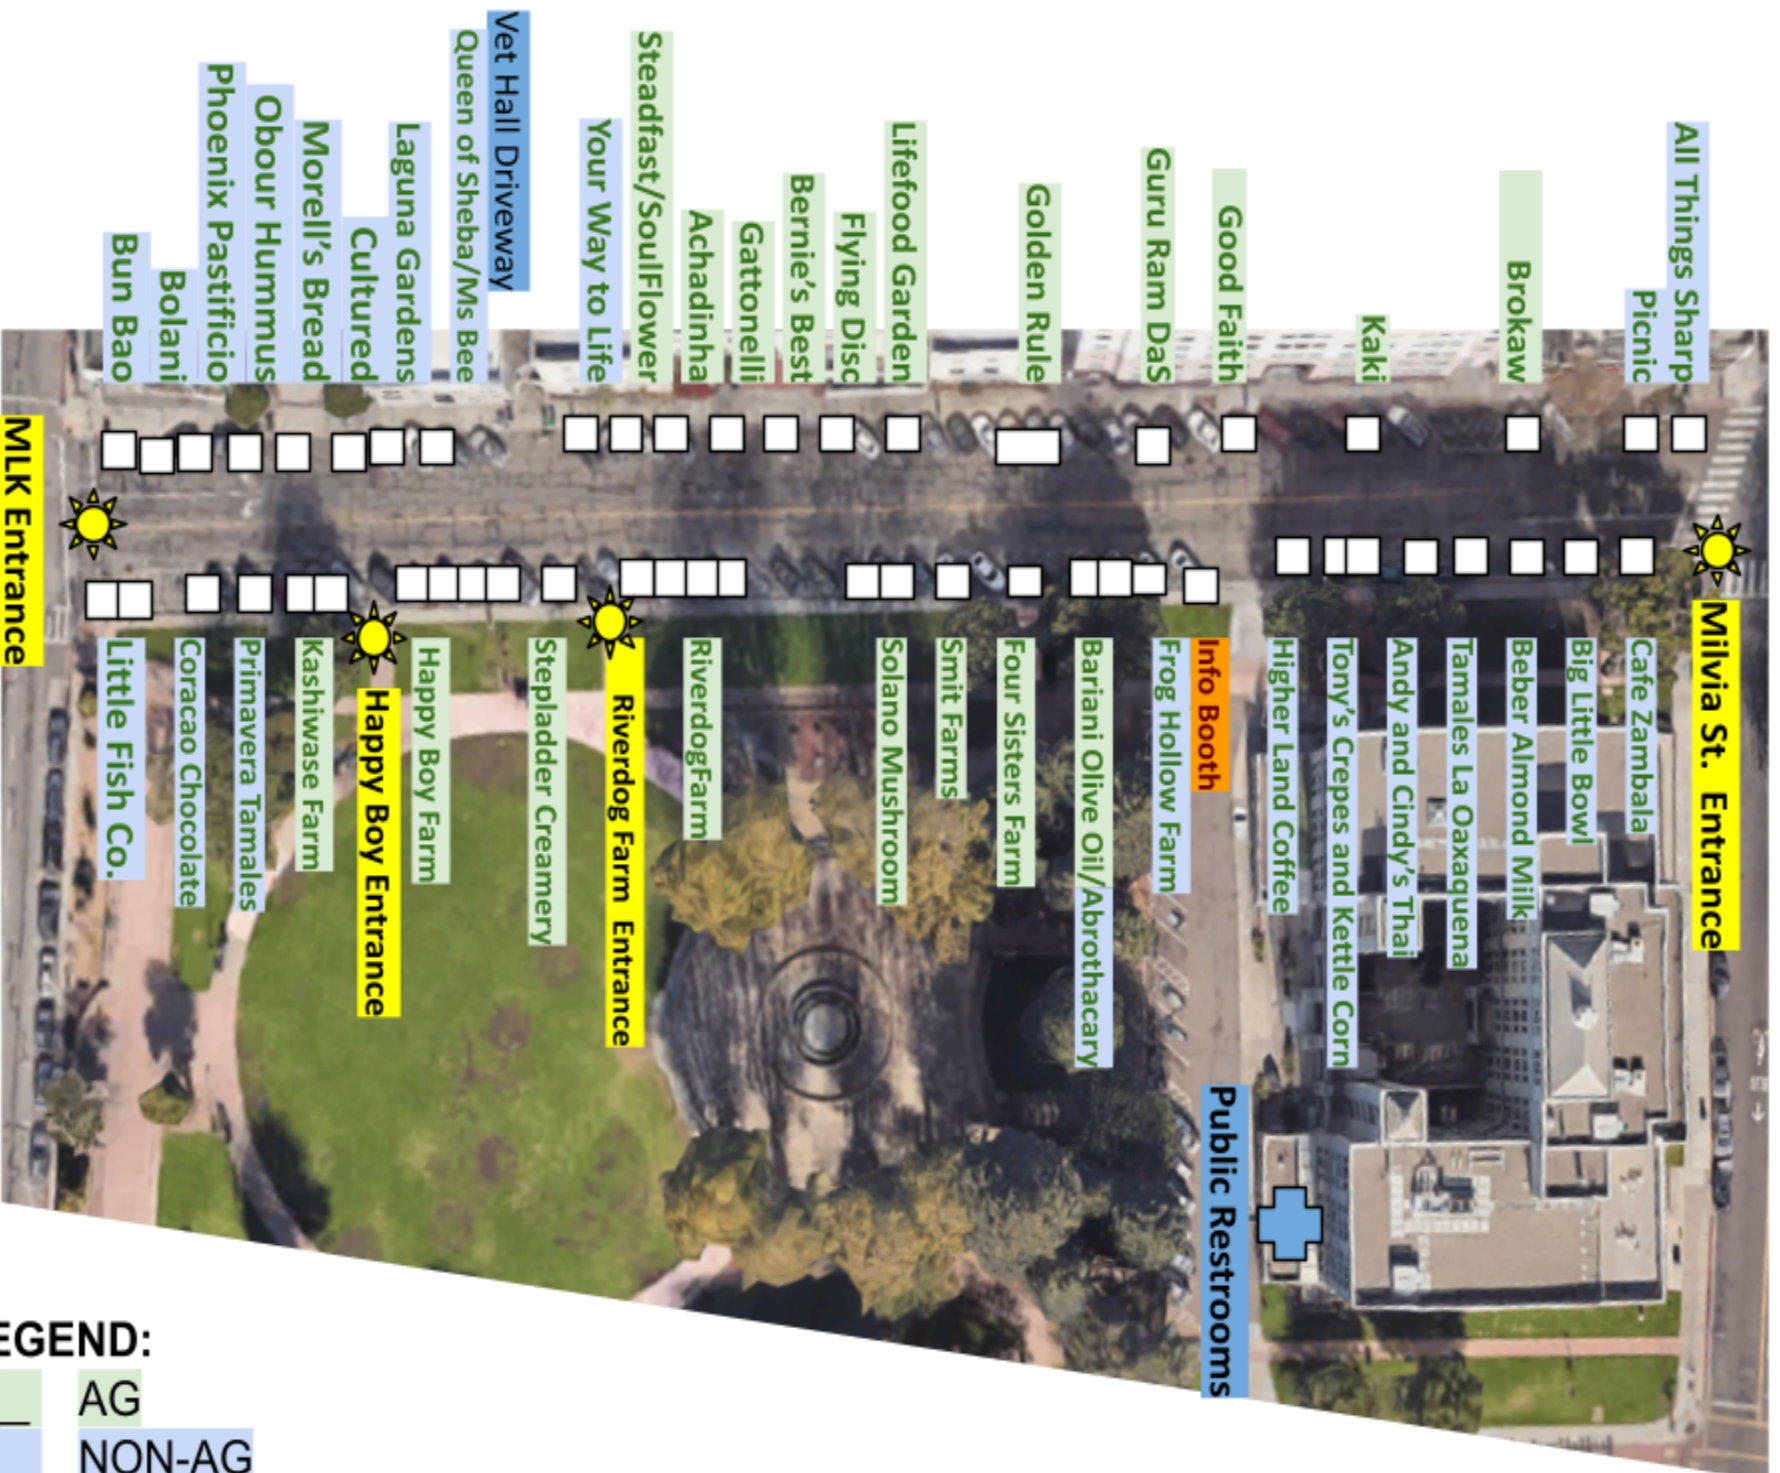 Bun Bao
Bolani
Phoenix Pastificio
Obour Hummus
Morell's Bread
Cultured
Laguna Gardens
Queen of Sheba/Ms Bee
Vet Hall Driveway
Your Way to Life
Steadfast/SoulFlower
Achadinha
Gattonelli
Bernie's Best
Flying Disc
Lifefood Garden
Golden Rule
Guru Ram DaS
Good Faith
Kaki
Brokaw
Picnic
All Things Sharp
MLK Entrance
Little Fish Co.
Coracao Chocolate
Primavera Tamales
Kashiwase Farm
Happy Boy Entrance
Happy Boy Farm
Stepladder Creamery
Riverdog Farm Entrance
RiverdogFarm
Solano Mushroom
Smit Farms
Four Sisters Farm
Bariani Olive Oil/Abrothacary
Frog Hollow Farm
Info Booth
Higher Land Coffee
Tony's Crepes and Kettle Corn
Andy and Cindy's Thai
Tamales La Oaxaquena
Beber Almond Milk
Big Little Bowl
Cafe Zambala
Milvia St. Entrance
Public Restrooms
EGEND:
__ AG
NON-AG